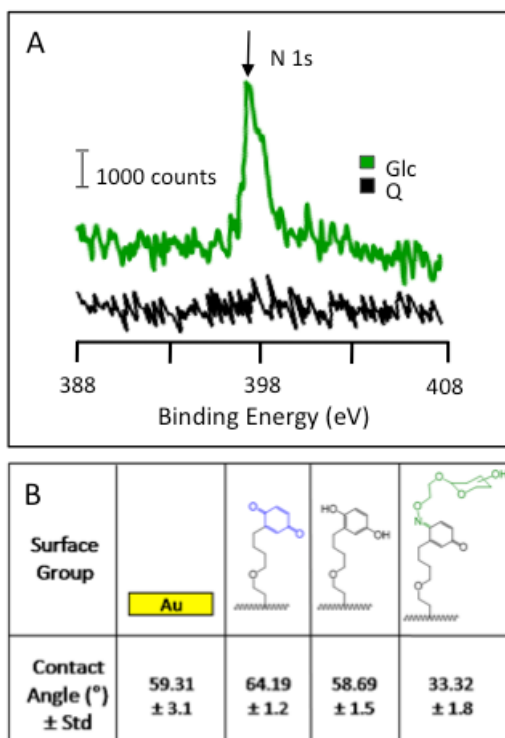 A
N 1s
1000 counts
Glc
Q
388
398
408
Binding Energy (eV)
B
Surface
Group
Au
O
O
O
HO
OH
O
OH
O
O
O
N
O
O
Contact
Angle (°)
± Std
59.31
± 3.1
64.19
± 1.2
58.69
± 1.5
33.32
± 1.8